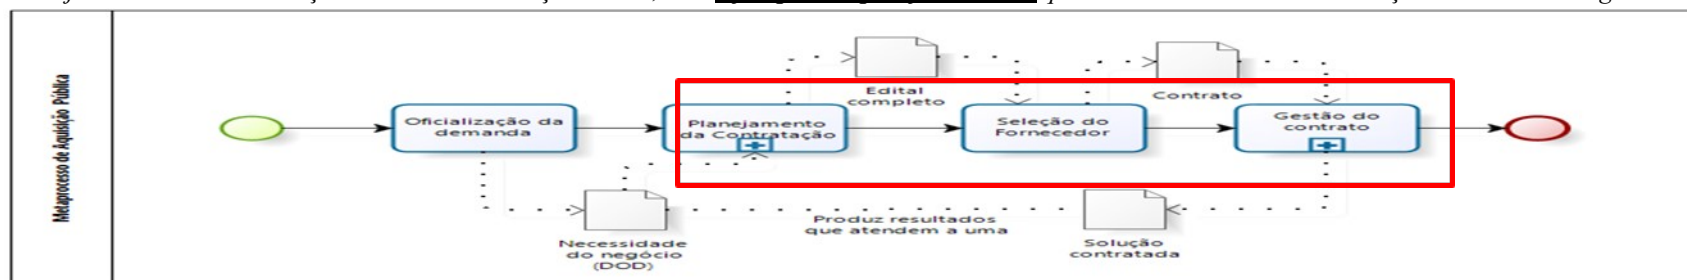 Metaprocesso de Aquisição Pública
Edital
completo
Contrato
Oficialização da
demanda
Planejamento
da Contratação
Seleção do
Fornecedor
Gestão do
contrato
Produz resultados
que atendem a uma
Necessidade
do negócio
(DOD)
Solução
contratada